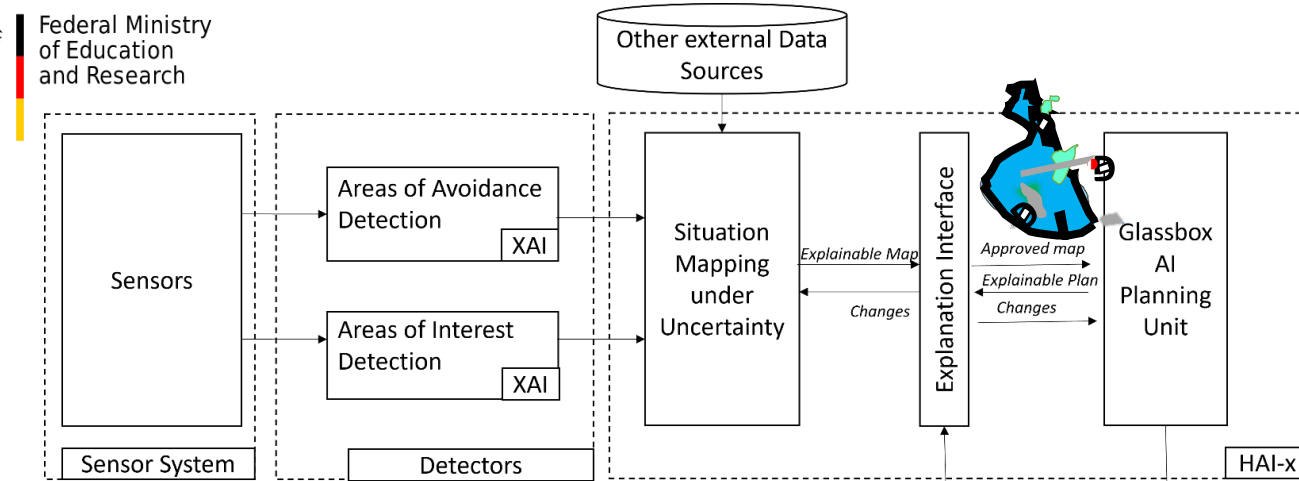 Federal Ministry
of Education
and Research
Other external Data
Sources
Sensors
Sensor System
Areas of Avoidance
Detection
XAI
Areas of Interest
Detection
XAI
Detectors
Situation
Mapping
under
Uncertainty
Explainable Map
Changes
Explanation Interface
Approved map
Explainable Plan
Changes
Glassbox
AI
Planning
Unit
HAI-x